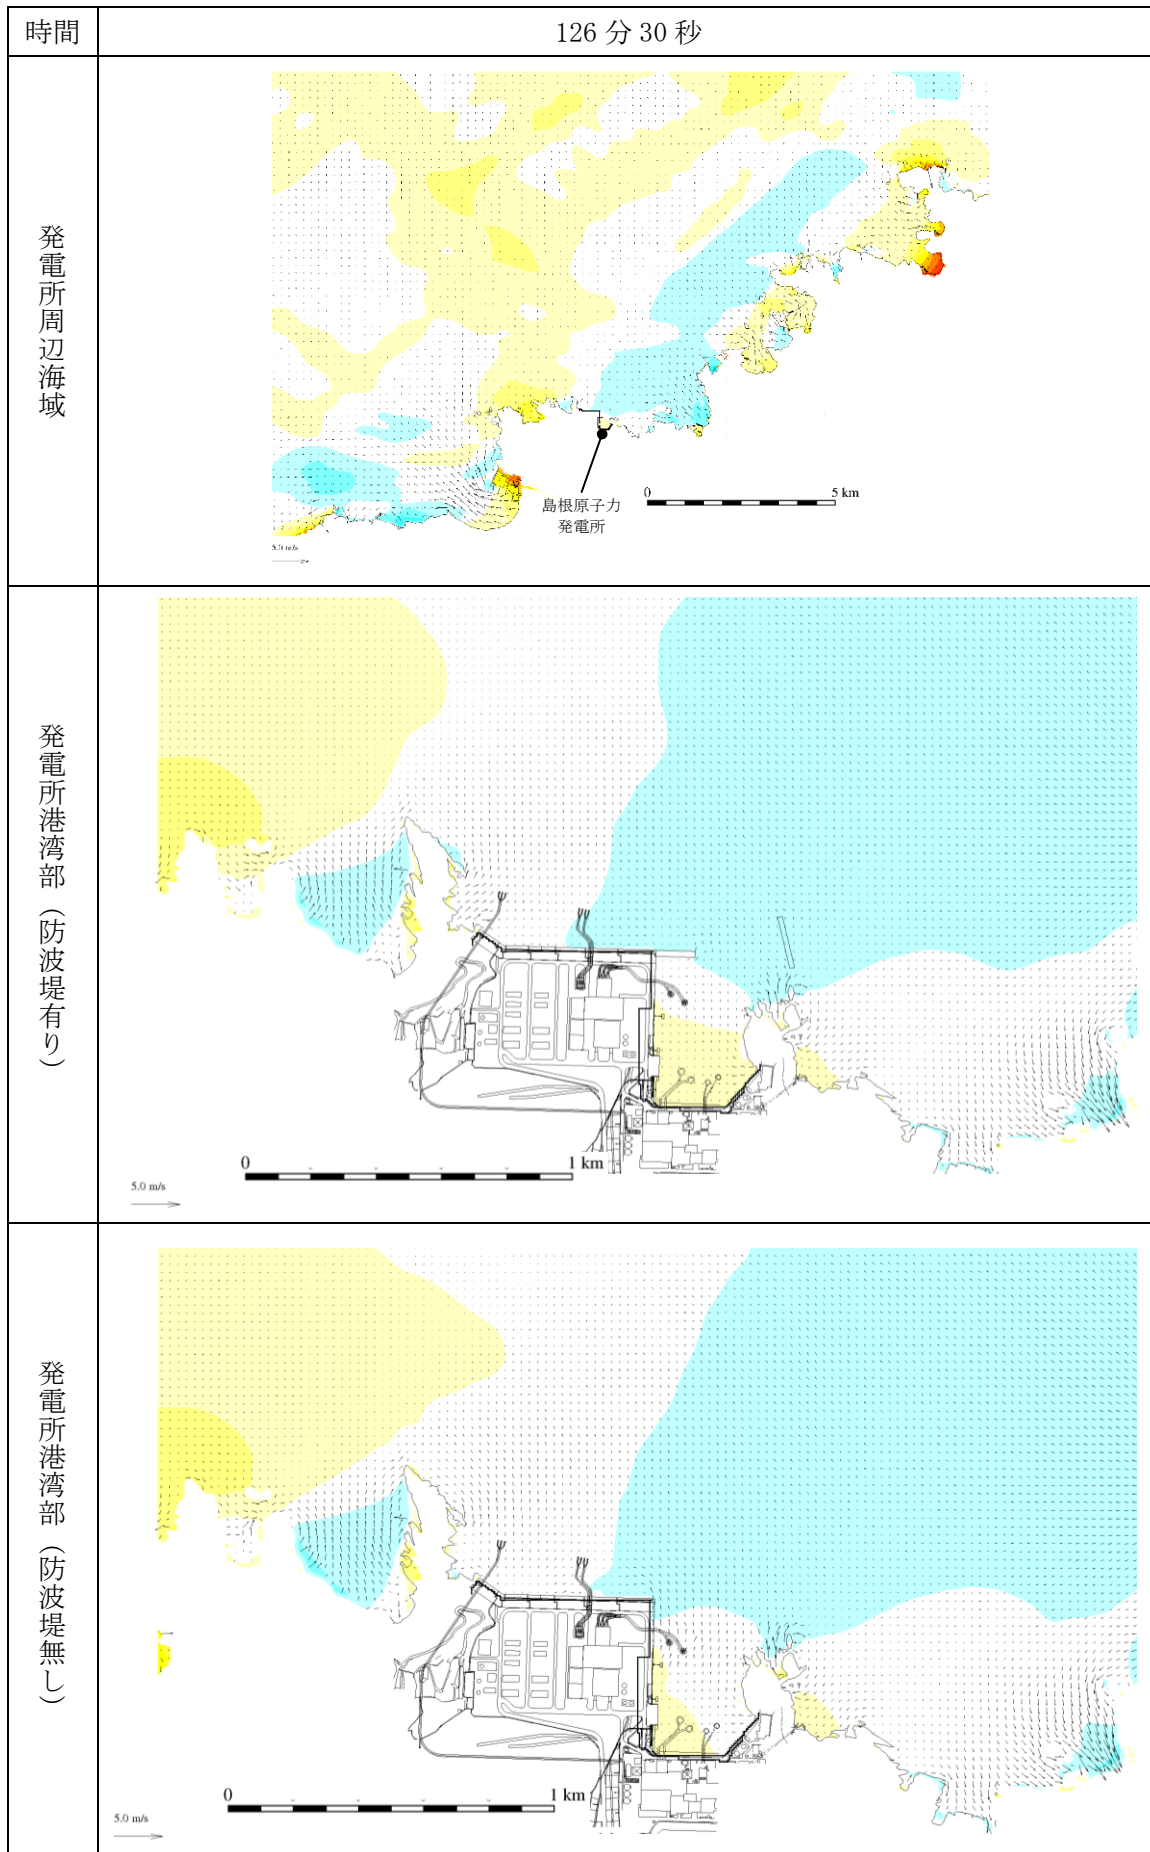 時間
126 分 30 秒
発電所周辺海域
島根原子力
発電所
0
5 km
5.0 m/s
発電所港湾部（防波堤有り）
0
1 km
5.0 m/s
発電所港湾部（防波堤無し）
0
1 km
5.0 m/s